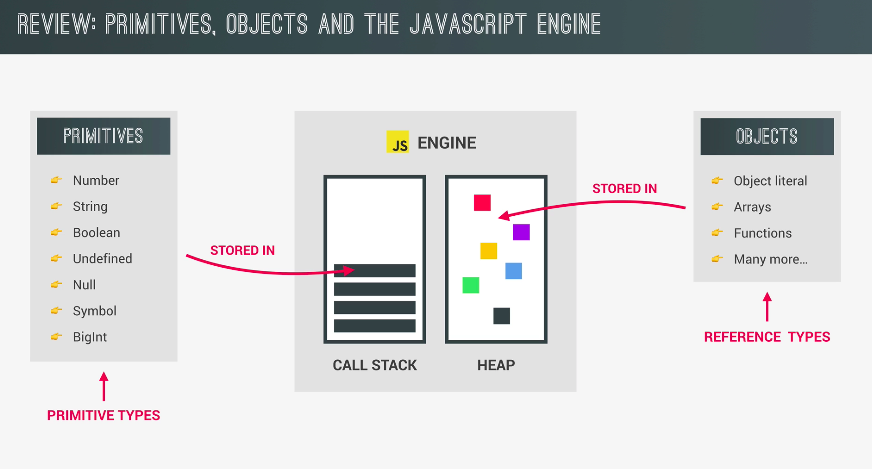 REVIEW: PRIMITIVES, OBJECTS AND THE JAVASCRIPT ENGINE
PRIMITIVES
Number
String
Boolean
Undefined
Null
Symbol
BigInt
PRIMITIVE TYPES
STORED IN
JS ENGINE
CALL STACK
HEAP
STORED IN
OBJECTS
Object literal
Arrays
Functions
Many more...
REFERENCE TYPES